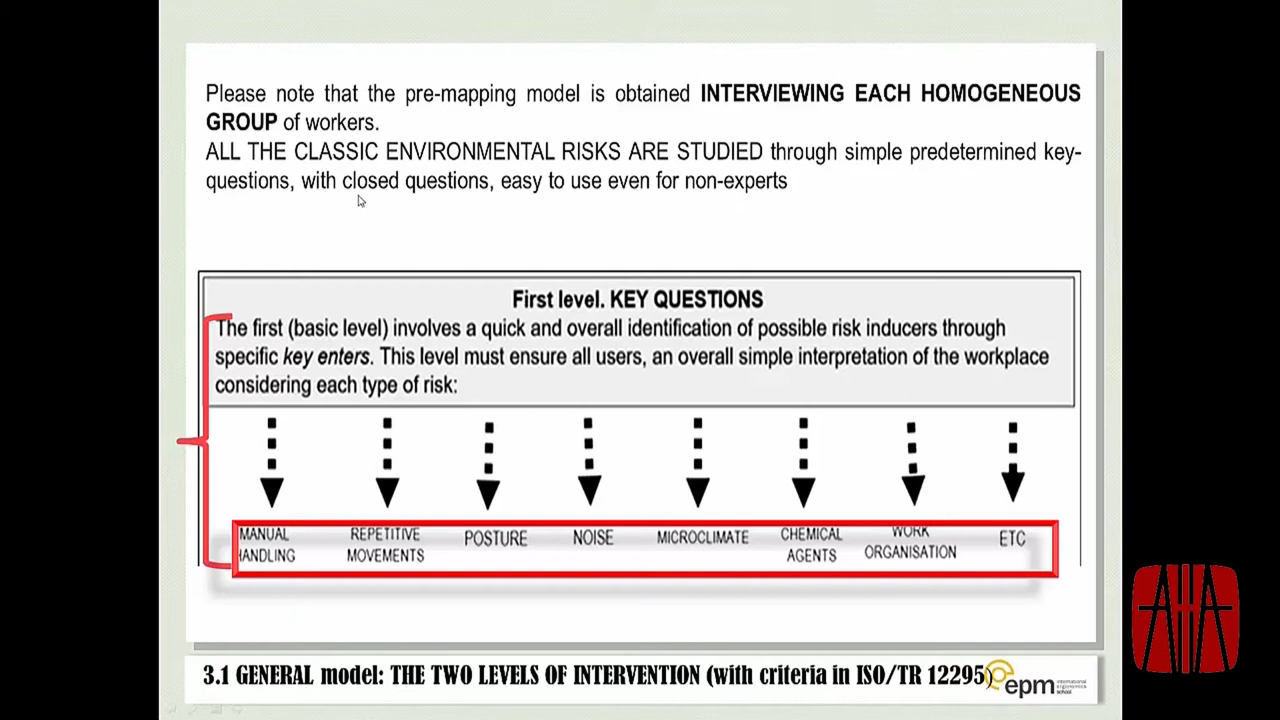 Please note that the pre-mapping model is obtained INTERVIEWING EACH HOMOGENEOUS
GROUP of workers.
ALL THE CLASSIC ENVIRONMENTAL RISKS ARE STUDIED through simple predetermined key-
questions, with closed questions, easy to use even for non-experts
First level. KEY QUESTIONS
The first (basic level) involves a quick and overall identification of possible risk inducers through
specific key enters. This level must ensure all users, an overall simple interpretation of the workplace
considering each type of risk:
MANUAL HANDLING
REPETITIVE MOVEMENTS
POSTURE
NOISE
MICROCLIMATE
CHEMICAL AGENTS
WORK ORGANISATION
ETC
3.1 GENERAL model: THE TWO LEVELS OF INTERVENTION (with criteria in ISO/TR 12295)
epm international ergonomics school
AHA